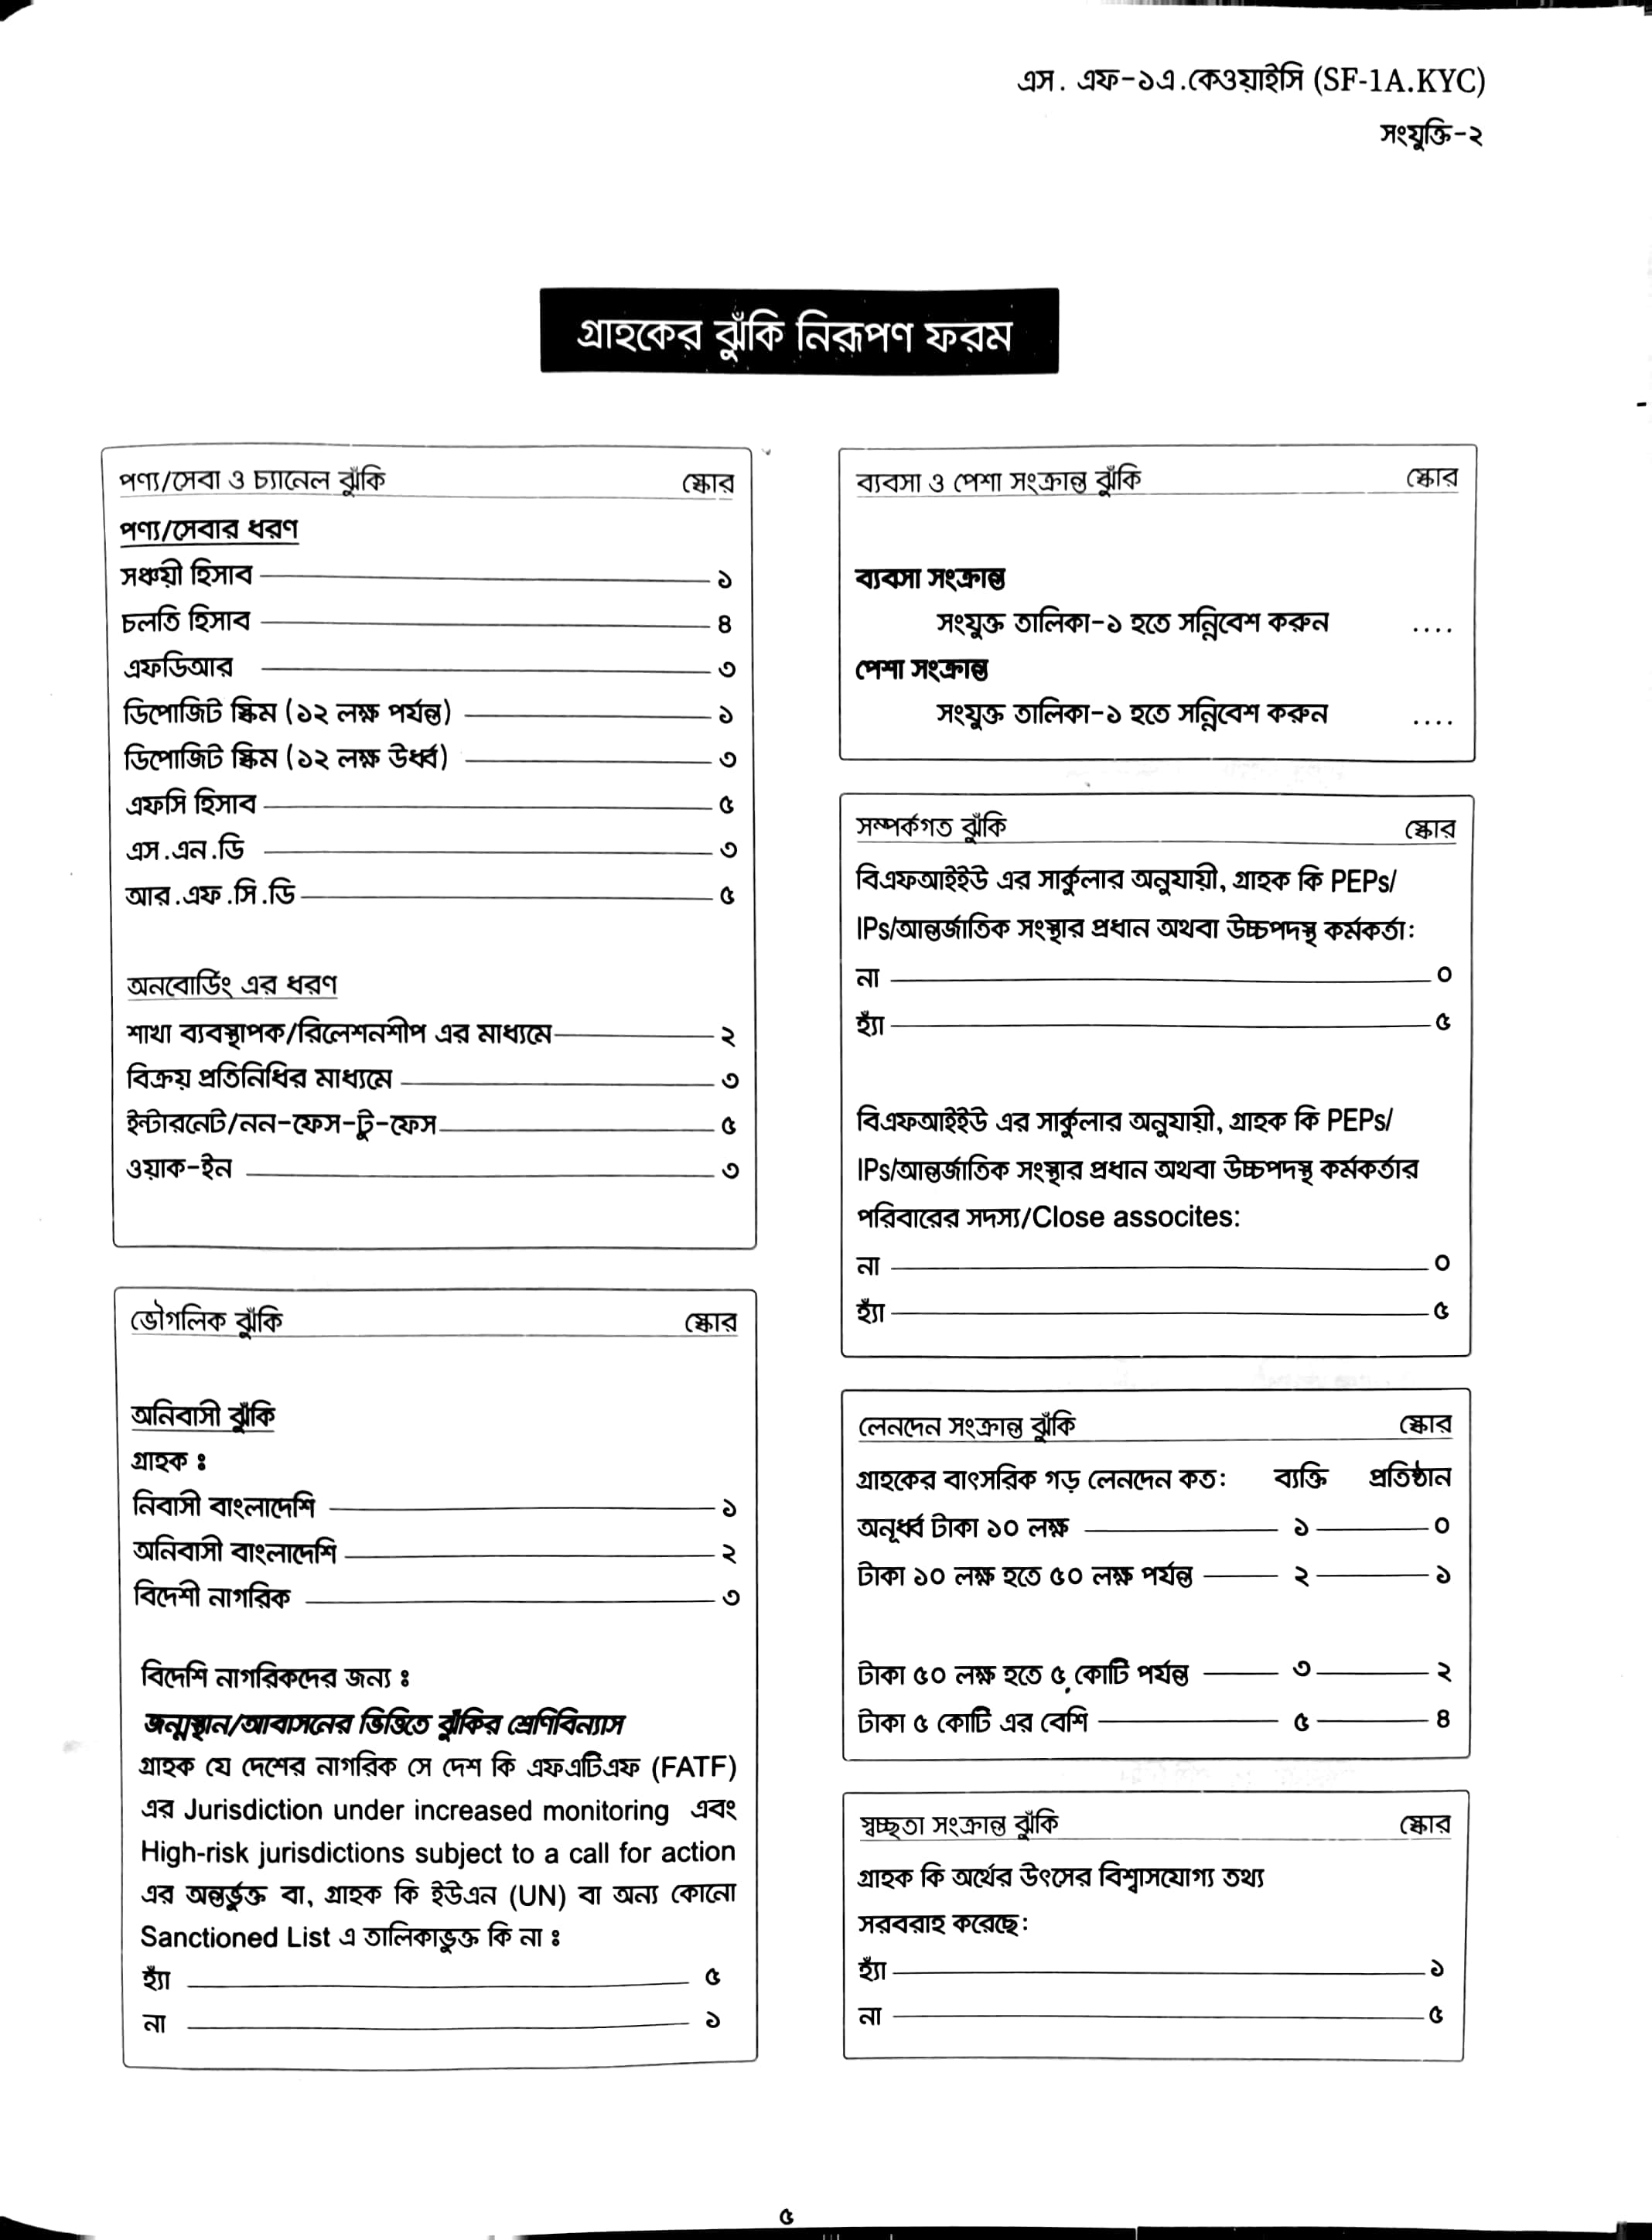 এস. এফ-১এ.কেওয়াইসি (SF-1A.KYC)
সংযুক্তি-২
গ্রাহকের ঝুঁকি নিরূপণ ফরম
পণ্য/সেবা ও চ্যানেল ঝুঁকি স্কোর
পণ্য/সেবার ধরণ
সঞ্চয়ী হিসাব ১
চলতি হিসাব ৪
এফডিআর ৩
ডিপোজিট স্কিম (১২ লক্ষ পর্যন্ত) ১
ডিপোজিট স্কিম (১২ লক্ষ উর্ধ্ব) ৩
এফসি হিসাব ৫
এস.এন.ডি ৩
আর.এফ.সি.ডি ৫
অনবোর্ডিং এর ধরণ
শাখা ব্যবস্থাপক/রিলেশনশীপ এর মাধ্যমে ২
বিক্রয় প্রতিনিধির মাধ্যমে ৩
ইন্টারনেট/নন-ফেস-টু-ফেস ৫
ওয়াক-ইন ৩
ভৌগলিক ঝুঁকি স্কোর
অনিবাসী ঝুঁকি
গ্রাহক ঃ
নিবাসী বাংলাদেশি ১
অনিবাসী বাংলাদেশি ২
বিদেশী নাগরিক ৩
বিদেশি নাগরিকদের জন্য ঃ
জন্মস্থান/আবাসনের ভিত্তিতে ঝুঁকির শ্রেণিবিন্যাস
গ্রাহক যে দেশের নাগরিক সে দেশ কি এফএটিএফ (FATF)
এর Jurisdiction under increased monitoring এবং
High-risk jurisdictions subject to a call for action
এর অন্তর্ভুক্ত বা, গ্রাহক কি ইউএন (UN) বা অন্য কোনো
Sanctioned List এ তালিকাভুক্ত কি না ঃ
হ্যাঁ ৫
না ১
ব্যবসা ও পেশা সংক্রান্ত ঝুঁকি স্কোর
ব্যবসা সংক্রান্ত
সংযুক্ত তালিকা-১ হতে সন্নিবেশ করুন ....
পেশা সংক্রান্ত
সংযুক্ত তালিকা-১ হতে সন্নিবেশ করুন ....
সম্পর্কগত ঝুঁকি স্কোর
বিএফআইইউ এর সার্কুলার অনুযায়ী, গ্রাহক কি PEPs/
IPs/আন্তর্জাতিক সংস্থার প্রধান অথবা উচ্চপদস্থ কর্মকর্তা:
না ০
হ্যাঁ ৫
বিএফআইইউ এর সার্কুলার অনুযায়ী, গ্রাহক কি PEPs/
IPs/আন্তর্জাতিক সংস্থার প্রধান অথবা উচ্চপদস্থ কর্মকর্তার
পরিবারের সদস্য/Close assocites:
না ০
হ্যাঁ ৫
লেনদেন সংক্রান্ত ঝুঁকি স্কোর
গ্রাহকের বাৎসরিক গড় লেনদেন কত: ব্যক্তি প্রতিষ্ঠান
অনূর্ধ্ব টাকা ১০ লক্ষ ১ ০
টাকা ১০ লক্ষ হতে ৫০ লক্ষ পর্যন্ত ২ ১
টাকা ৫০ লক্ষ হতে ৫ কোটি পর্যন্ত ৩ ২
টাকা ৫ কোটি এর বেশি ৫ ৪
স্বচ্ছতা সংক্রান্ত ঝুঁকি স্কোর
গ্রাহক কি অর্থের উৎসের বিশ্বাসযোগ্য তথ্য
সরবরাহ করেছে:
হ্যাঁ ১
না ৫
৫